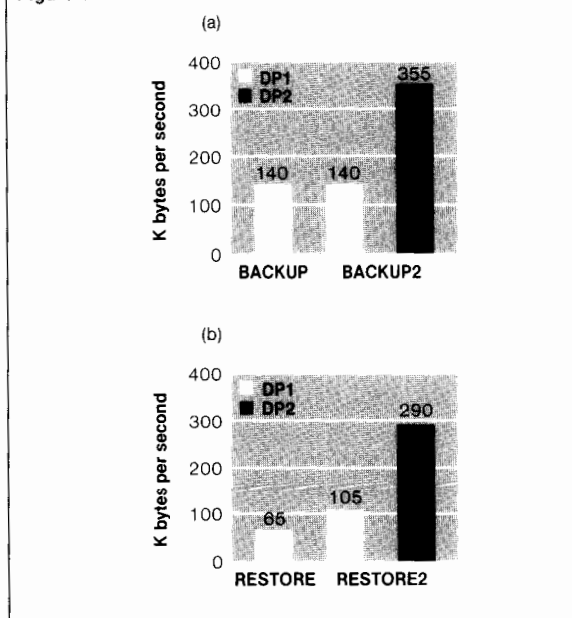 (a)
K bytes per second
400
300
200
100
0
DP1
DP2
140
140
355
BACKUP
BACKUP2
(b)
K bytes per second
400
300
200
100
0
DP1
DP2
65
105
290
RESTORE
RESTORE2